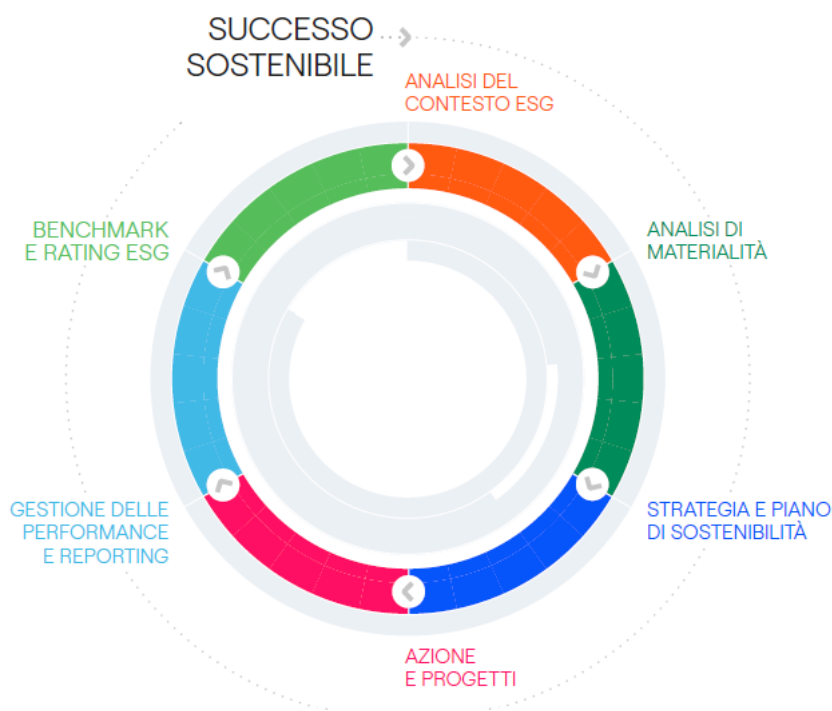 SUCCESSO
SOSTENIBILE
ANALISI DEL
CONTESTO ESG
ANALISI DI
MATERIALITÀ
STRATEGIA E PIANO
DI SOSTENIBILITÀ
AZIONE
E PROGETTI
GESTIONE DELLE
PERFORMANCE
E REPORTING
BENCHMARK
E RATING ESG